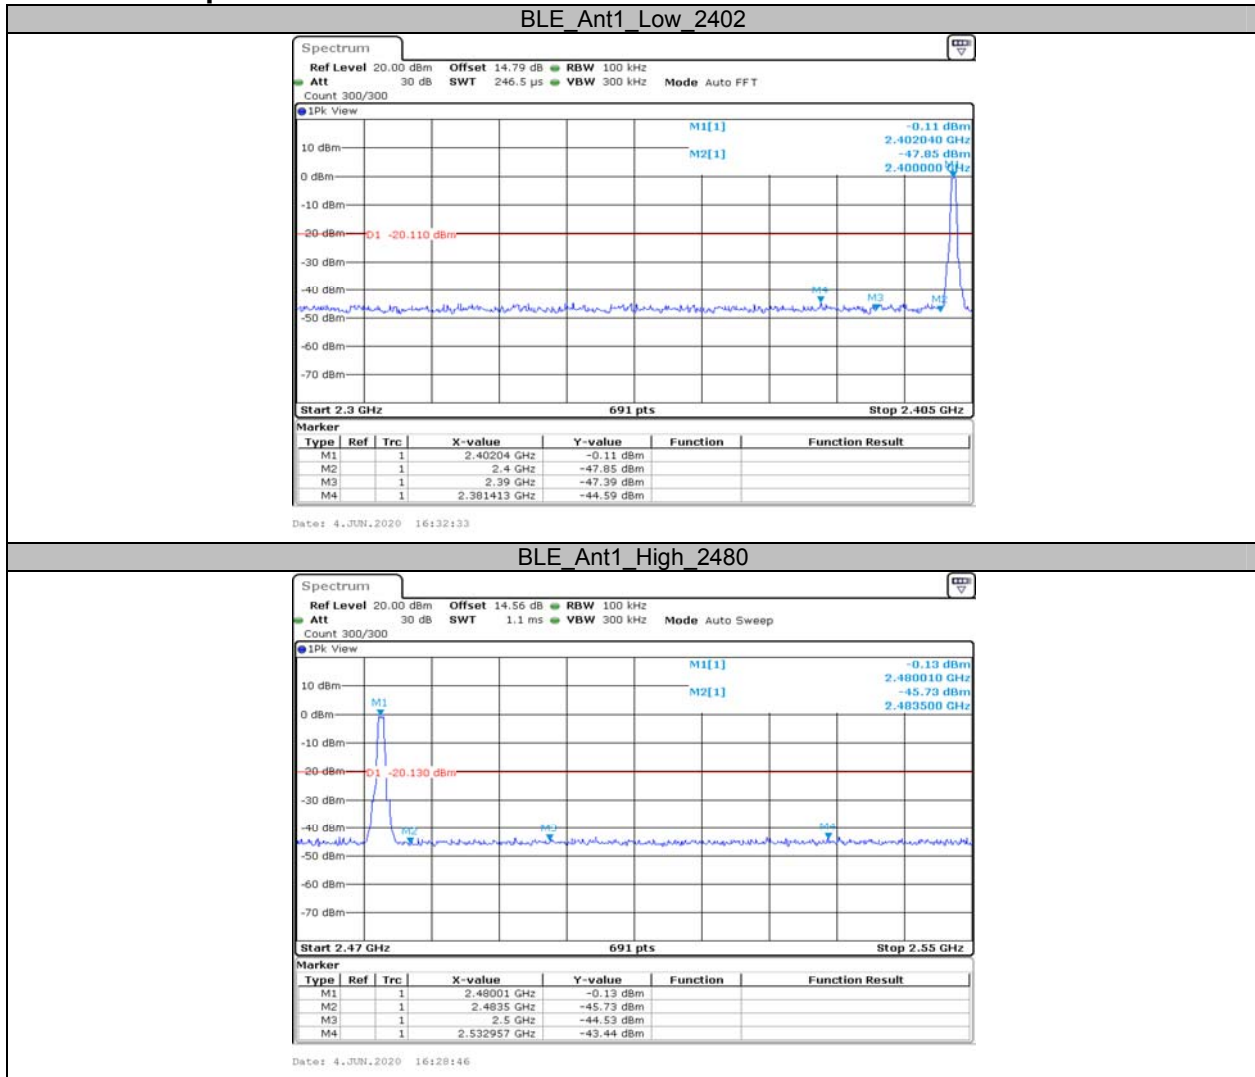 BLE_Ant1_Low_2402
Spectrum
Ref Level 20.00 dBm Offset 14.79 dB RBW 100 kHz
Att 30 dB SWT 246.5 µs VBW 300 kHz Mode Auto FFT
Count 300/300
1Pk View
M1[1] -0.11 dBm
2.402040 GHz
M2[1] -47.85 dBm
2.400000 GHz
M1
10 dBm
0 dBm
-10 dBm
-20 dBm
D1 -20.110 dBm
-30 dBm
-40 dBm
M4
M3
M2
-50 dBm
-60 dBm
-70 dBm
Start 2.3 GHz 691 pts Stop 2.405 GHz
Marker
Type Ref Trc X-value Y-value Function Function Result
M1 1 2.40204 GHz -0.11 dBm
M2 1 2.4 GHz -47.85 dBm
M3 1 2.39 GHz -47.39 dBm
M4 1 2.381413 GHz -44.59 dBm
Date: 4.JUN.2020 16:32:33
BLE_Ant1_High_2480
Spectrum
Ref Level 20.00 dBm Offset 14.56 dB RBW 100 kHz
Att 30 dB SWT 1.1 ms VBW 300 kHz Mode Auto Sweep
Count 300/300
1Pk View
M1[1] -0.13 dBm
2.480010 GHz
M2[1] -45.73 dBm
2.483500 GHz
10 dBm
M1
0 dBm
-10 dBm
-20 dBm
D1 -20.130 dBm
-30 dBm
-40 dBm
M2
M3
M4
-50 dBm
-60 dBm
-70 dBm
Start 2.47 GHz 691 pts Stop 2.55 GHz
Marker
Type Ref Trc X-value Y-value Function Function Result
M1 1 2.48001 GHz -0.13 dBm
M2 1 2.4835 GHz -45.73 dBm
M3 1 2.5 GHz -44.53 dBm
M4 1 2.532957 GHz -43.44 dBm
Date: 4.JUN.2020 16:28:46